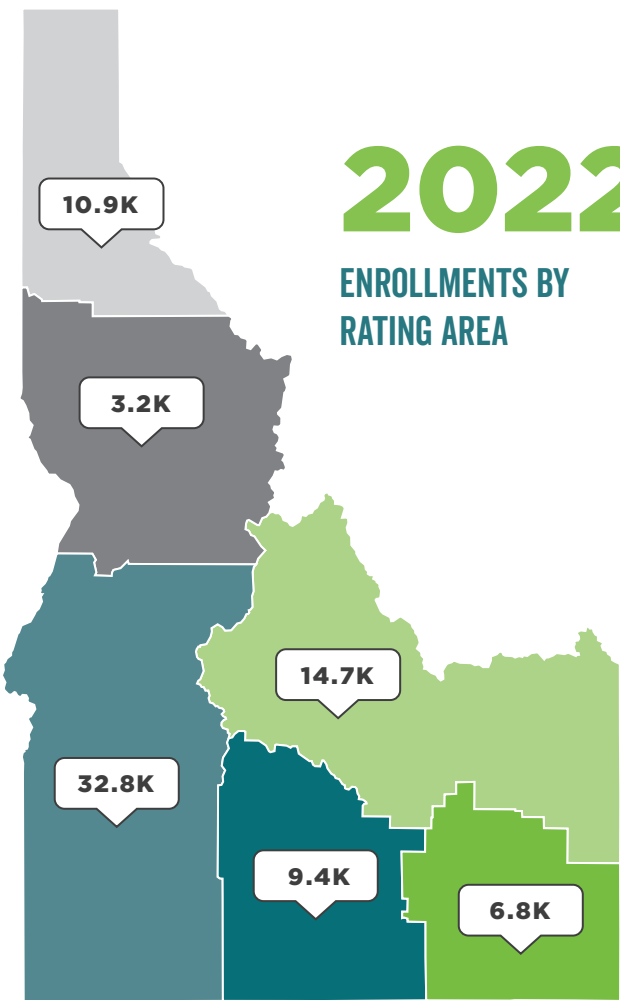 10.9K
2022
ENROLLMENTS BY
RATING AREA
3.2K
14.7K
32.8K
9.4K
6.8K